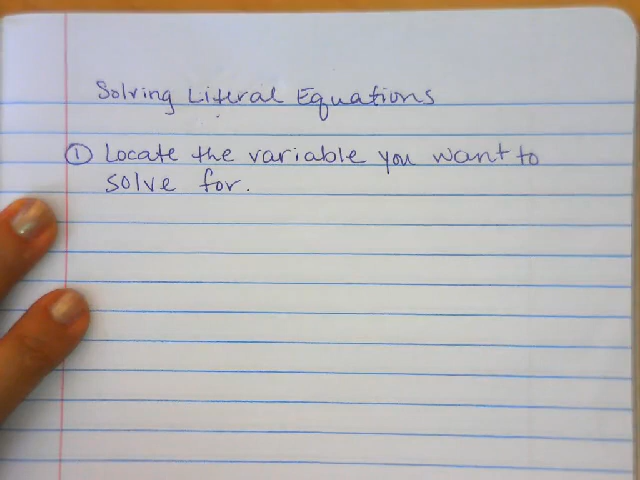 Solving Literal Equations
① Locate the variable you want to
solve for.